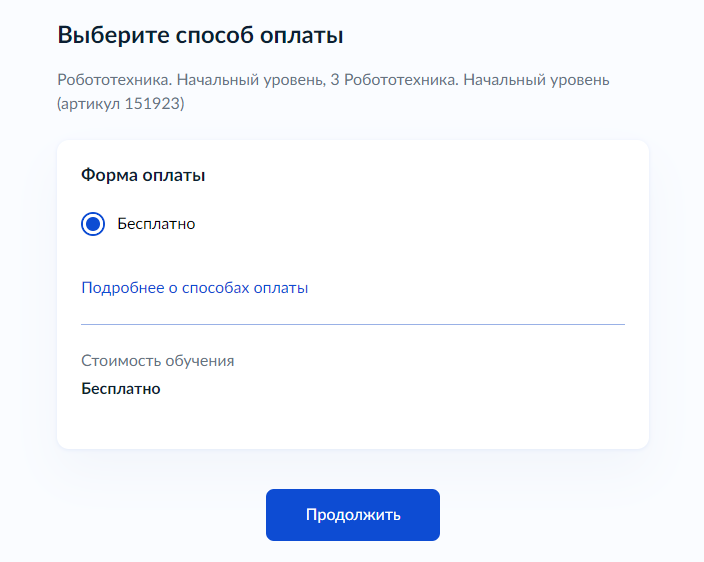 Выберите способ оплаты
Робототехника. Начальный уровень, 3 Робототехника. Начальный уровень
(артикул 151923)
Форма оплаты
Бесплатно
Подробнее о способах оплаты
Стоимость обучения
Бесплатно
Продолжить